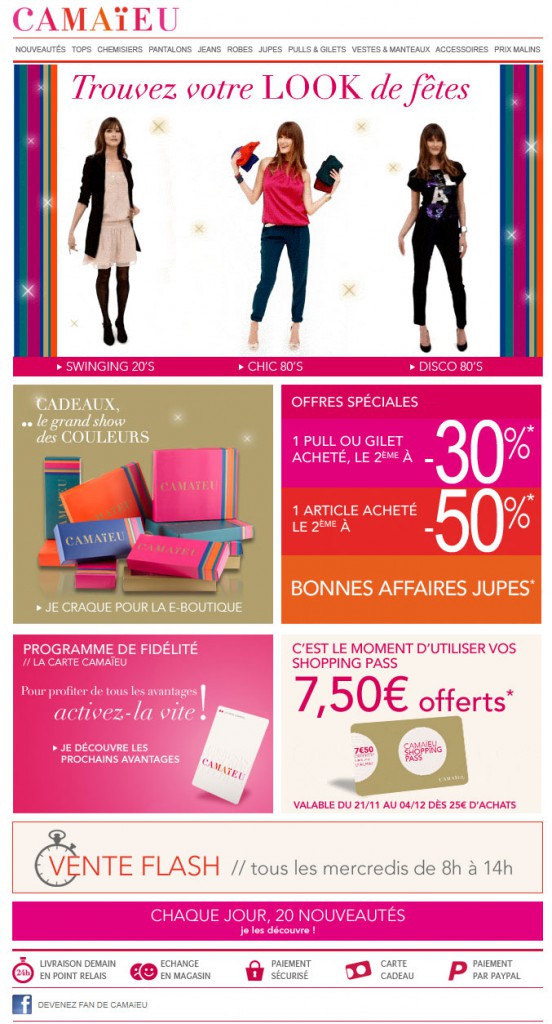 CAMAÏEU
NOUVEAUTÉS TOPS CHEMISIERS PANTALONS JEANS ROBES JUPES PULLS & GILETS VESTES & MANTEAUX ACCESSOIRES PRIX MALINS
Trouvez votre LOOK de fêtes
SWINGING 20'S
CHIC 80'S
DISCO 80'S
CADEAUX,
le grand show
des COULEURS
CAMAÏEU
CAMAÏEU
CAMAÏEU
CAMAÏEU
JE CRAQUE POUR LA E-BOUTIQUE
OFFRES SPÉCIALES
1 PULL OU GILET
ACHETÉ, LE 2ÈME À
-30%*
1 ARTICLE ACHETÉ
LE 2ÈME À
-50%*
BONNES AFFAIRES JUPES*
PROGRAMME DE FIDÉLITÉ
// LA CARTE CAMAÏEU
Pour profiter de tous les avantages
activez-la vite !
JE DÉCOUVRE LES
PROCHAINS AVANTAGES
CAMAÏEU
C'EST LE MOMENT D'UTILISER VOS
SHOPPING PASS
7,50€ offerts*
7€50
CAMAIEU
SHOPPING
PASS
CAMAÏEU
VALABLE DU 21/11 AU 04/12 DÈS 25€ D'ACHATS
VENTE FLASH // tous les mercredis de 8h à 14h
CHAQUE JOUR, 20 NOUVEAUTÉS
je les découvre !
24h
LIVRAISON DEMAIN
EN POINT RELAIS
ECHANGE
EN MAGASIN
PAIEMENT
SÉCURISÉ
CARTE
CADEAU
PAIEMENT
PAR PAYPAL
DEVENEZ FAN DE CAMAIEU